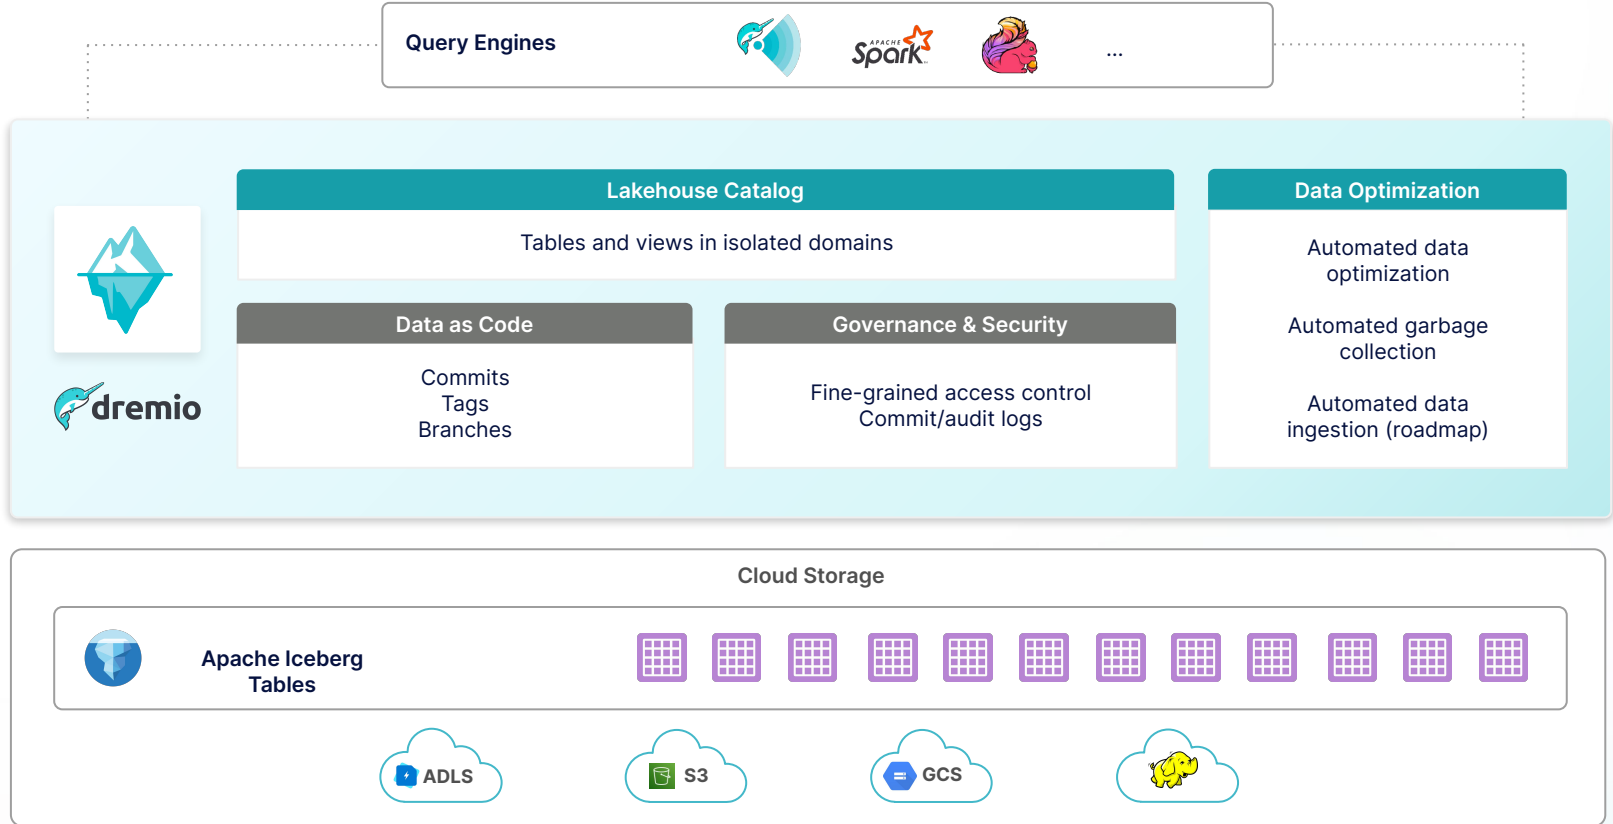 Query Engines
APACHE
Spark
...
Lakehouse Catalog
Tables and views in isolated domains
Data Optimization
Automated data
optimization
Automated garbage
collection
Automated data
ingestion (roadmap)
Data as Code
Commits
Tags
Branches
Governance & Security
Fine-grained access control
Commit/audit logs
dremio
Cloud Storage
Apache Iceberg
Tables
ADLS
S3
GCS